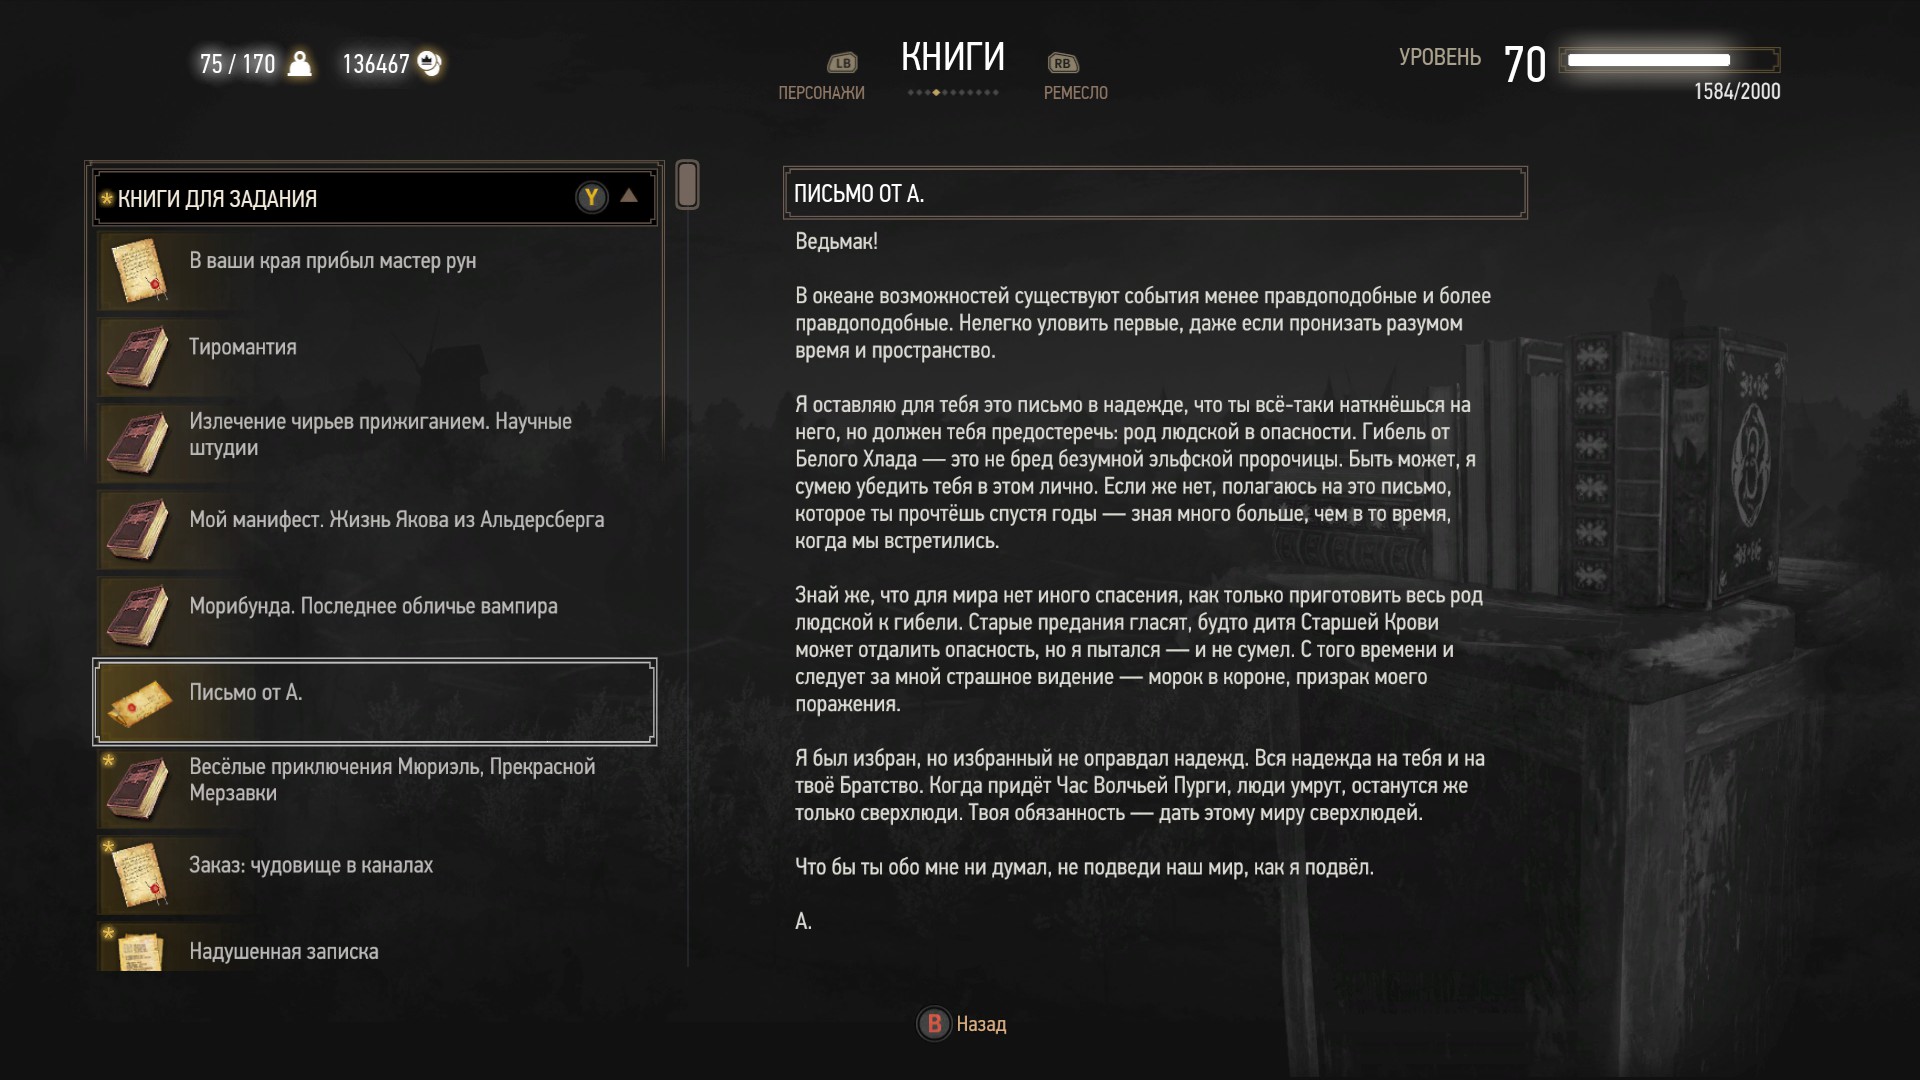 75 / 170
136467
LB
ПЕРСОНАЖИ
КНИГИ
RB
РЕМЕСЛО
УРОВЕНЬ
70
1584/2000
КНИГИ ДЛЯ ЗАДАНИЯ
Y
В ваши края прибыл мастер рун
Тиромантия
Излечение чирьев прижиганием. Научные
штудии
Мой манифест. Жизнь Якова из Альдерсберга
Морибунда. Последнее обличье вампира
Письмо от А.
Весёлые приключения Мюриэль, Прекрасной
Мерзавки
Заказ: чудовище в каналах
Надушенная записка
ПИСЬМО ОТ А.
Ведьмак!
В океане возможностей существуют события менее правдоподобные и более
правдоподобные. Нелегко уловить первые, даже если пронизать разумом
время и пространство.
Я оставляю для тебя это письмо в надежде, что ты всё-таки наткнёшься на
него, но должен тебя предостеречь: род людской в опасности. Гибель от
Белого Хлада — это не бред безумной эльфской пророчицы. Быть может, я
сумею убедить тебя в этом лично. Если же нет, полагаюсь на это письмо,
которое ты прочтёшь спустя годы — зная много больше, чем в то время,
когда мы встретились.
Знай же, что для мира нет иного спасения, как только приготовить весь род
людской к гибели. Старые предания гласят, будто дитя Старшей Крови
может отдалить опасность, но я пытался — и не сумел. С того времени и
следует за мной страшное видение — морок в короне, призрак моего
поражения.
Я был избран, но избранный не оправдал надежд. Вся надежда на тебя и на
твоё Братство. Когда придёт Час Волчьей Пурги, люди умрут, останутся же
только сверхлюди. Твоя обязанность — дать этому миру сверхлюдей.
Что бы ты обо мне ни думал, не подведи наш мир, как я подвёл.
А.
B Назад